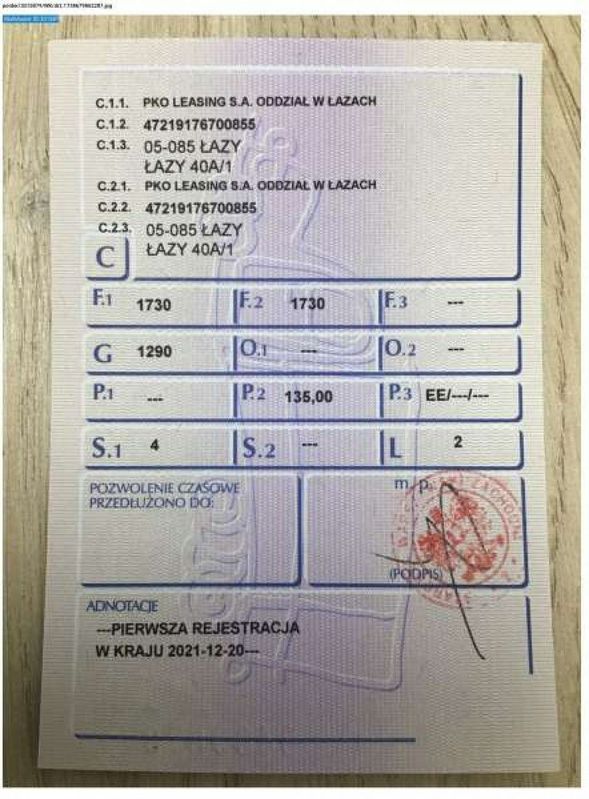 C.1.1. PKO LEASING S.A. ODDZIAŁ W ŁAZACH
C.1.2. 47219176700855
C.1.3. 05-085 ŁAZY
ŁAZY 40A/1
C.2.1. PKO LEASING S.A. ODDZIAŁ W ŁAZACH
C.2.2. 47219176700855
C.2.3. 05-085 ŁAZY
ŁAZY 40A/1
C
F.1 1730 F.2 1730 F.3 ---
G 1290 O.1 --- O.2 ---
P.1 --- P.2 135,00 P.3 EE/---/---
S.1 4 S.2 --- L 2
POZWOLENIE CZASOWE
PRZEDŁUŻONO DO:
m. p.
(PODPIS)
ADNOTACJE
---PIERWSZA REJESTRACJA
W KRAJU 2021-12-20---